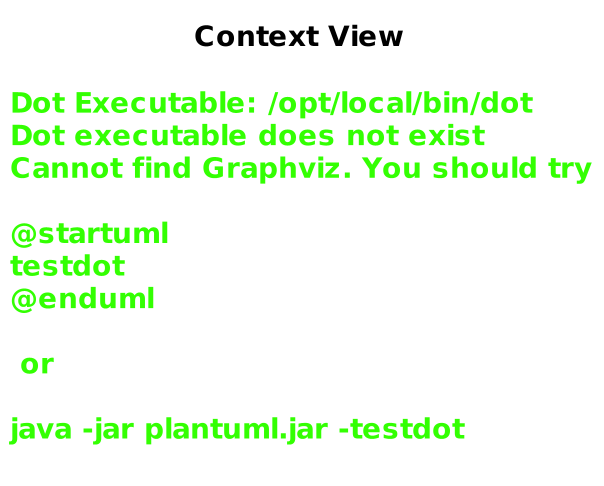 Context View
Dot Executable: /opt/local/bin/dot
Dot executable does not exist
Cannot find Graphviz. You should try
@startuml
testdot
@enduml
or
java -jar plantuml.jar -testdot